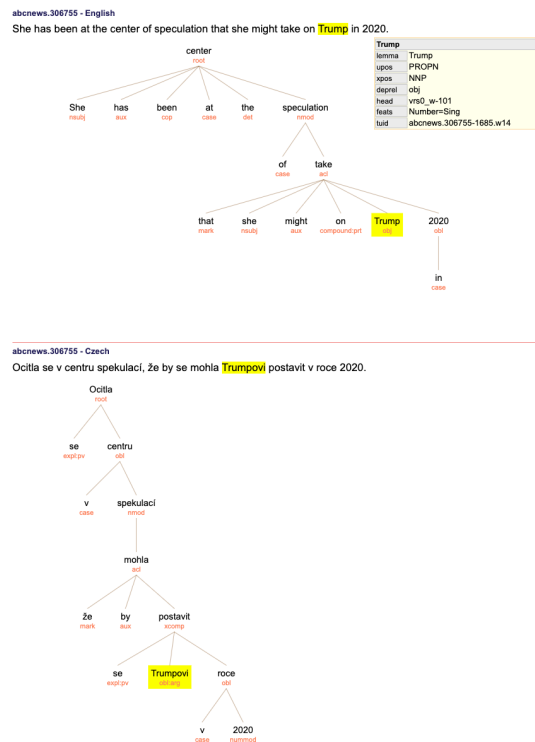 abcnews.306755 - English
She has been at the center of speculation that she might take on Trump in 2020.
Trump
lemma Trump
upos PROPN
xpos NNP
deprel obj
head vrs0_w-101
feats Number=Sing
tuid abcnews.306755-1685.w14
center
root
She has been at the speculation
nsubj aux cop case det nmod
of take
case acl
that she might on Trump 2020
mark nsubj aux compound:prt obj obl
in
case
abcnews.306755 - Czech
Ocitla se v centru spekulací, že by se mohla Trumpovi postavit v roce 2020.
Ocitla
root
se centru
expl:pv obl
v spekulací
case nmod
mohla
acl
že by postavit
mark aux xcomp
se Trumpovi roce
expl:pv obl:arg obl
v 2020
case nummod